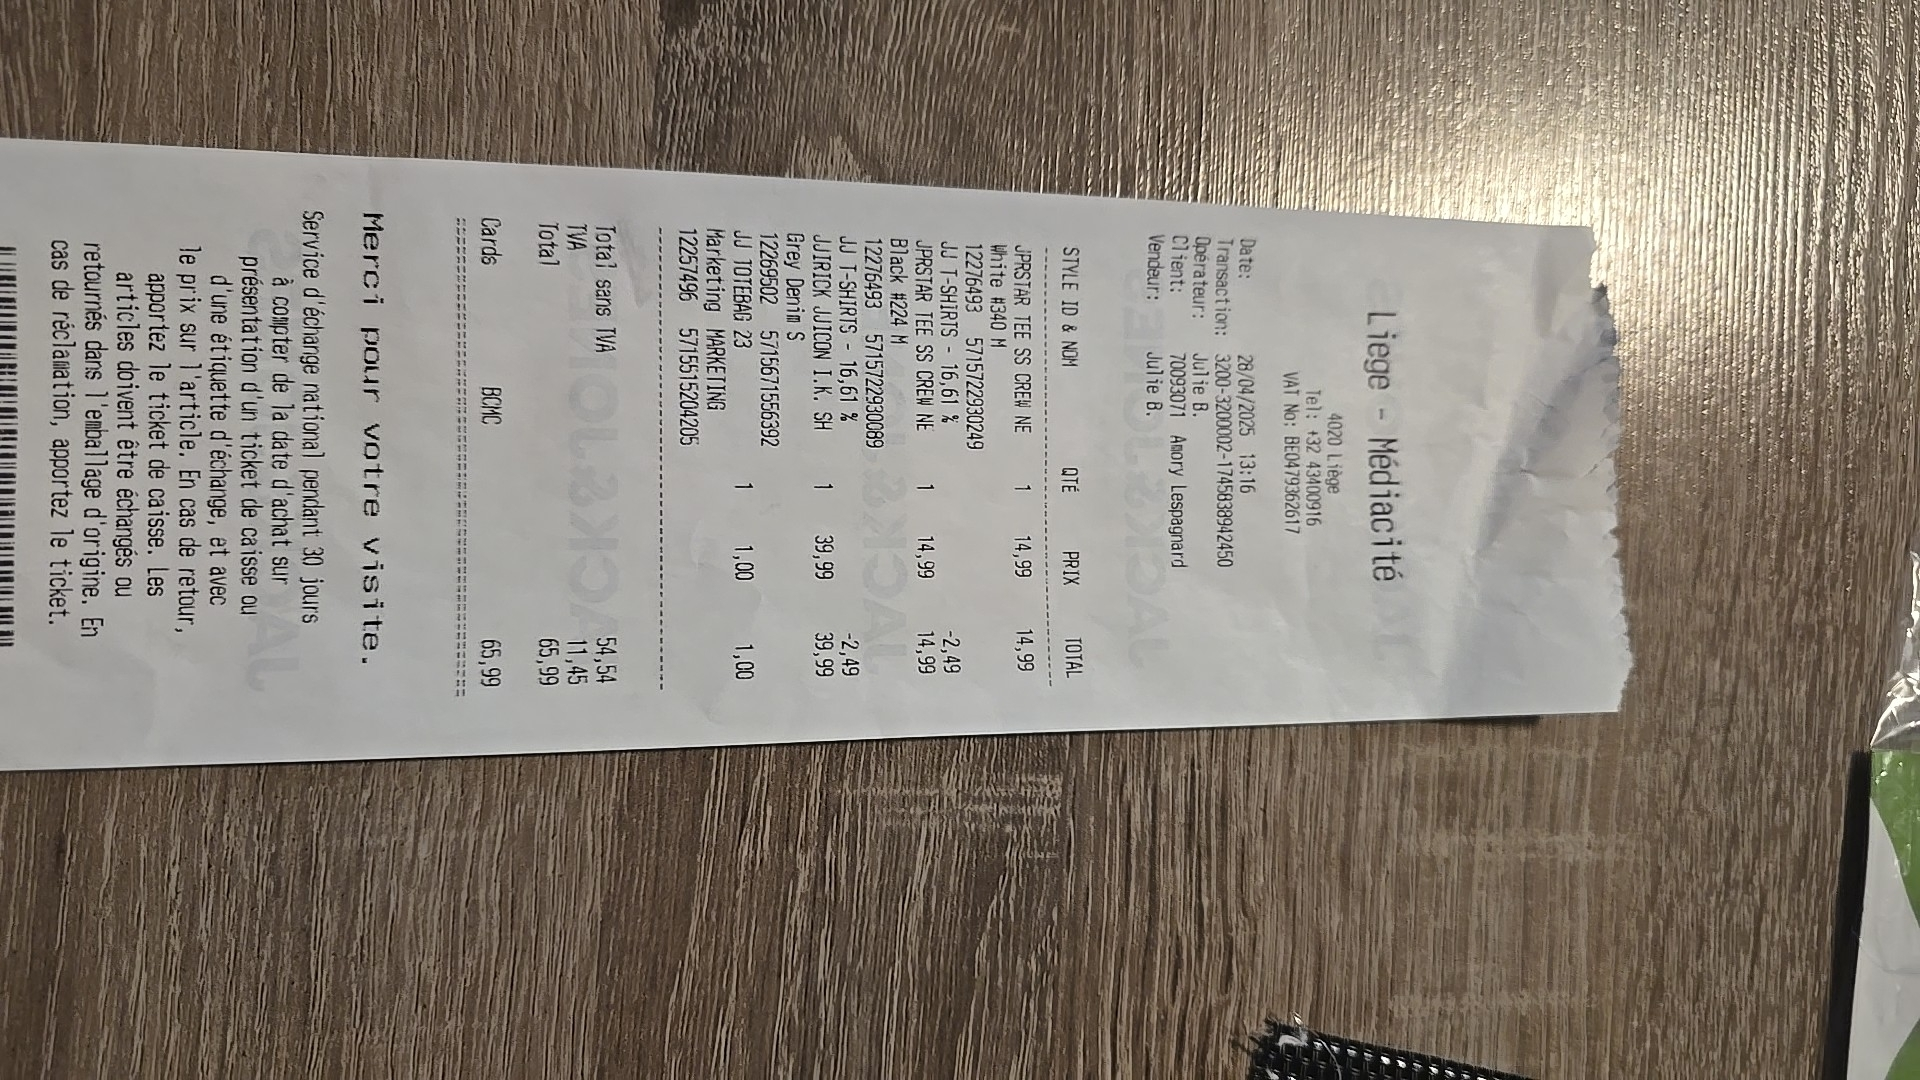 Liege - Médiacité
4020 Liège
Tel: +32 43400916
VAT No: BE0479362617
Date: 28/04/2025 13:16
Transaction: 3200-3200002-1745838942450
Opérateur: Julie B.
Client: 70093071 Amory Lespagnard
Vendeur: Julie B.
STYLE ID & NOM QTÉ PRIX TOTAL
JPRSTAR TEE SS CREW NE 1 14,99 14,99
White #340 M
12276493 5715722930249
JJ T-SHIRTS - 16,61 % -2,49
JPRSTAR TEE SS CREW NE 1 14,99 14,99
Black #224 M
12276493 5715722930089
JJ T-SHIRTS - 16,61 % -2,49
JJIRICK JJICON I.K. SH 1 39,99 39,99
Grey Denim S
12269502 5715671556392
JJ TOTEBAG 23 1 1,00 1,00
Marketing MARKETING
12257496 5715515204205
Total sans TVA 54,54
TVA 11,45
Total 65,99
Cards BCMC 65,99
Merci pour votre visite.
Service d'échange national pendant 30 jours
à compter de la date d'achat sur
présentation d'un ticket de caisse ou
d'une étiquette d'échange, et avec
le prix sur l'article. En cas de retour,
apportez le ticket de caisse. Les
articles doivent être échangés ou
retournés dans l'emballage d'origine. En
cas de réclamation, apportez le ticket.